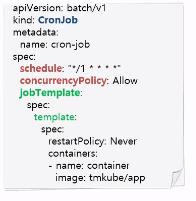 apiVersion: batch/v1
kind: CronJob
metadata:
  name: cron-job
spec:
  schedule: "*/1 * * * *"
  concurrencyPolicy: Allow
  jobTemplate:
    spec:
      template:
        spec:
          restartPolicy: Never
          containers:
          - name: container
            image: tmkube/app